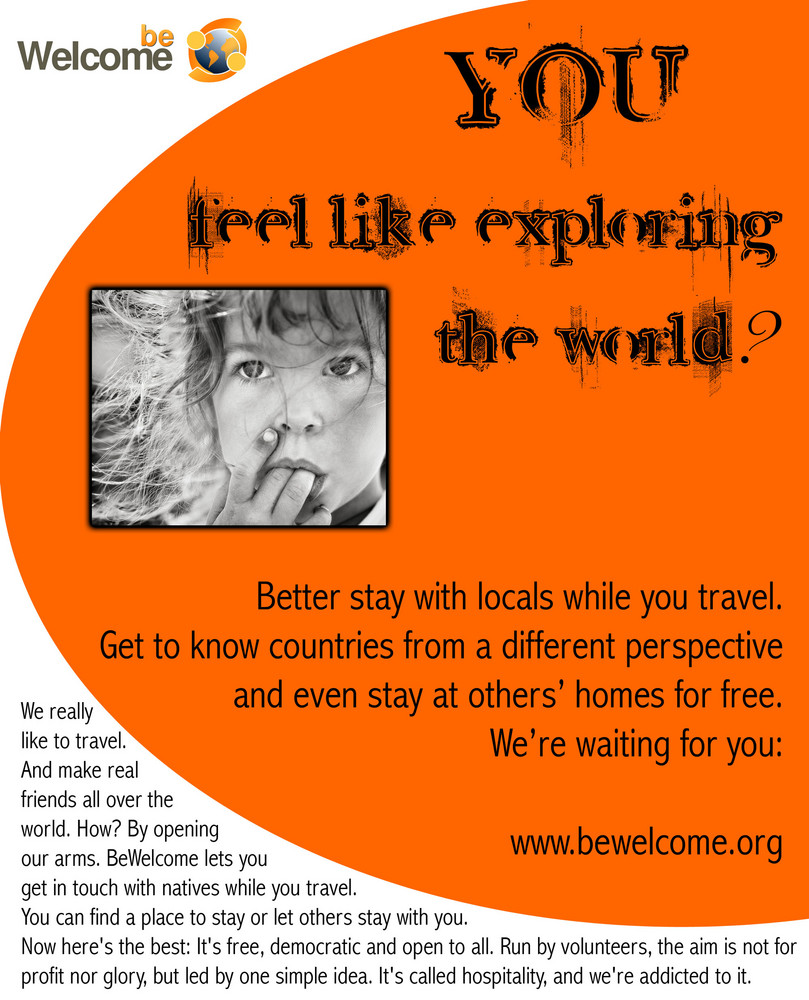 be
Welcome
YOU
feel like exploring
the world?
Better stay with locals while you travel.
Get to know countries from a different perspective
and even stay at others’ homes for free.
We’re waiting for you:
www.bewelcome.org
We really
like to travel.
And make real
friends all over the
world. How? By opening
our arms. BeWelcome lets you
get in touch with natives while you travel.
You can find a place to stay or let others stay with you.
Now here's the best: It's free, democratic and open to all. Run by volunteers, the aim is not for
profit nor glory, but led by one simple idea. It's called hospitality, and we're addicted to it.